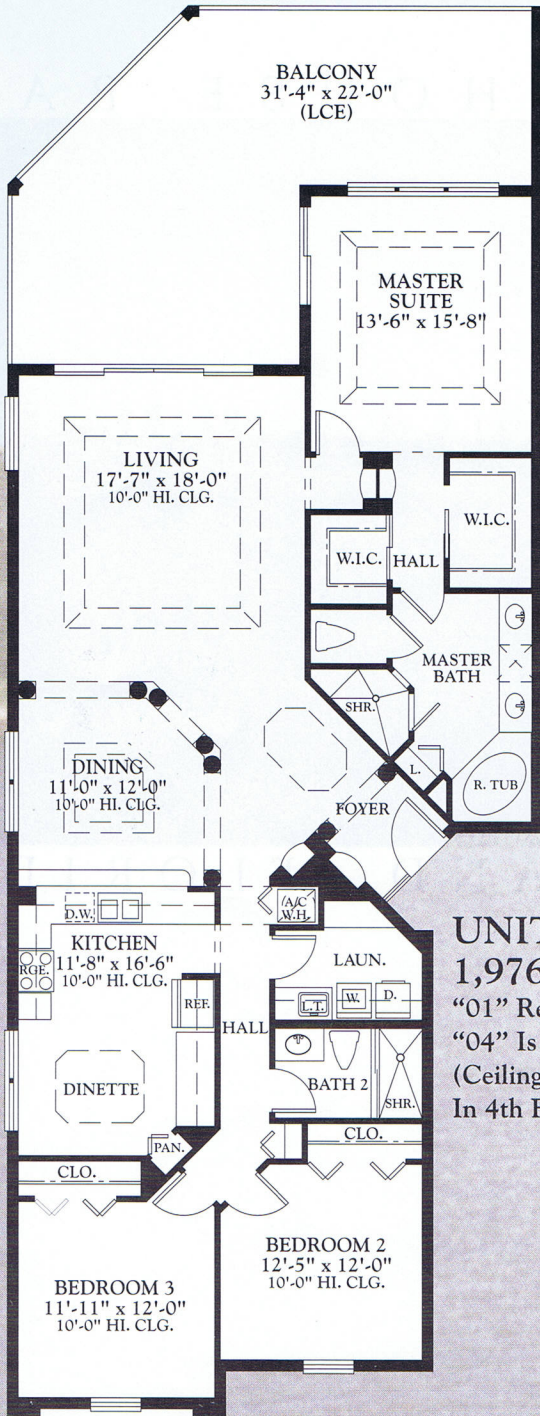 BALCONY
31'-4" x 22'-0"
(LCE)
MASTER
SUITE
13'-6" x 15'-8"
LIVING
17'-7" x 18'-0"
10'-0" HI. CLG.
W.I.C.
W.I.C.
HALL
MASTER
BATH
SHR.
L.
R. TUB
DINING
11'-0" x 12'-0"
10'-0" HI. CLG.
FOYER
D.W.
A/C
W.H.
KITCHEN
11'-8" x 16'-6"
10'-0" HI. CLG.
RGE.
REF.
LAUN.
L.T.
W.
D.
HALL
DINETTE
BATH 2
SHR.
PAN.
CLO.
CLO.
BEDROOM 2
12'-5" x 12'-0"
10'-0" HI. CLG.
BEDROOM 3
11'-11" x 12'-0"
10'-0" HI. CLG.
UNIT
1,976
"01" Re
"04" Is
(Ceiling
In 4th F